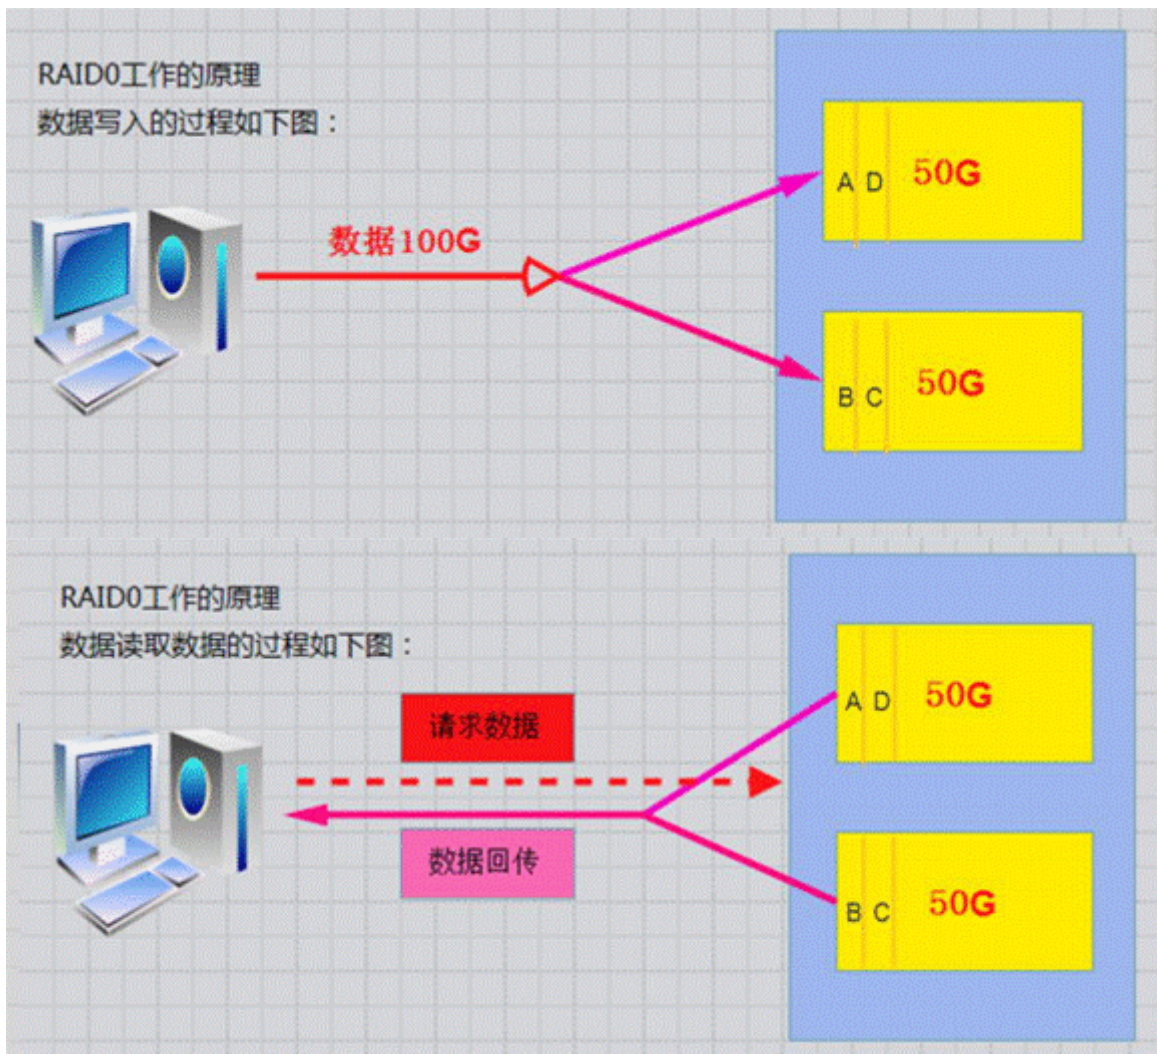 RAID0工作的原理
数据写入的过程如下图：
数据100G
A D 50G
B C 50G
RAID0工作的原理
数据读取数据的过程如下图：
请求数据
数据回传
A D 50G
B C 50G